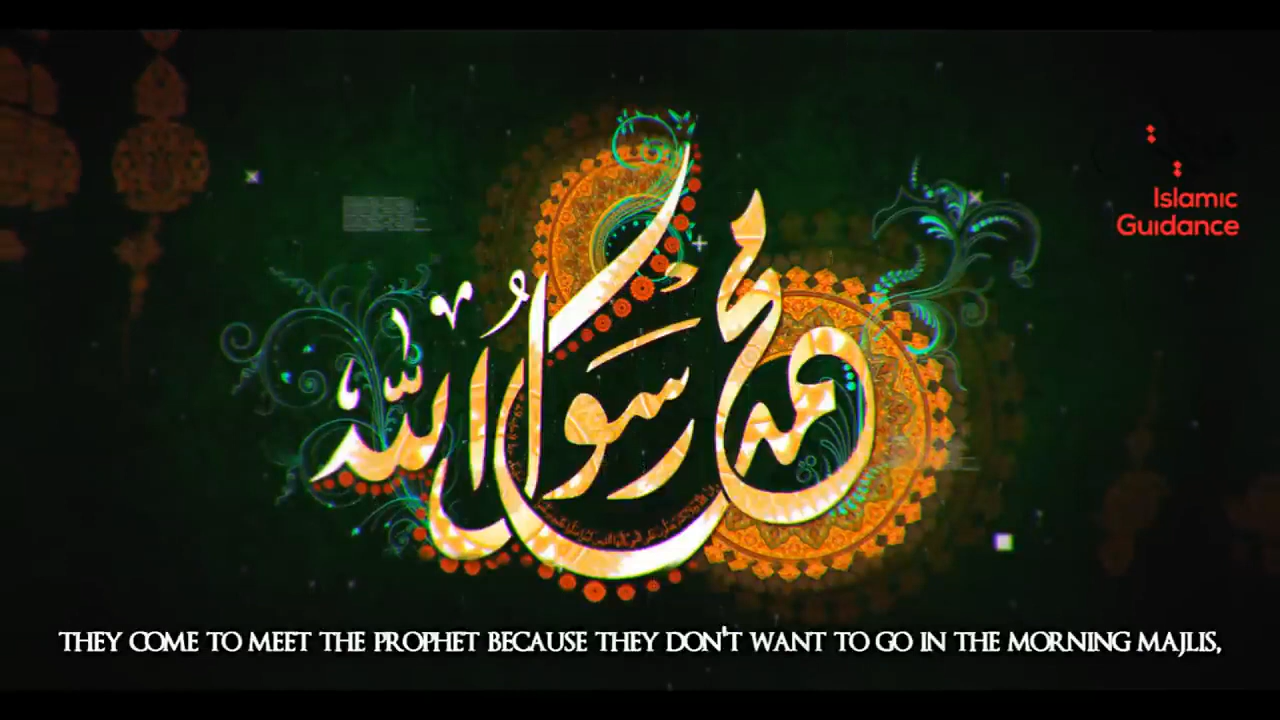 Islamic
Guidance
محمد رسول الله
THEY COME TO MEET THE PROPHET BECAUSE THEY DON'T WANT TO GO IN THE MORNING MAJLIS,